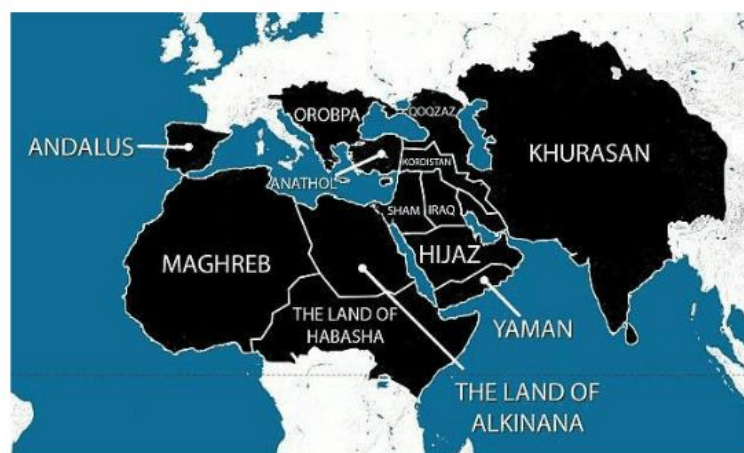 OROBPA
QOQZAZ
ANDALUS
KHURASAN
ANATHOL
KORDISTAN
SHAM
IRAQ
MAGHREB
HIJAZ
THE LAND OF
HABASHA
YAMAN
THE LAND OF
ALKINANA